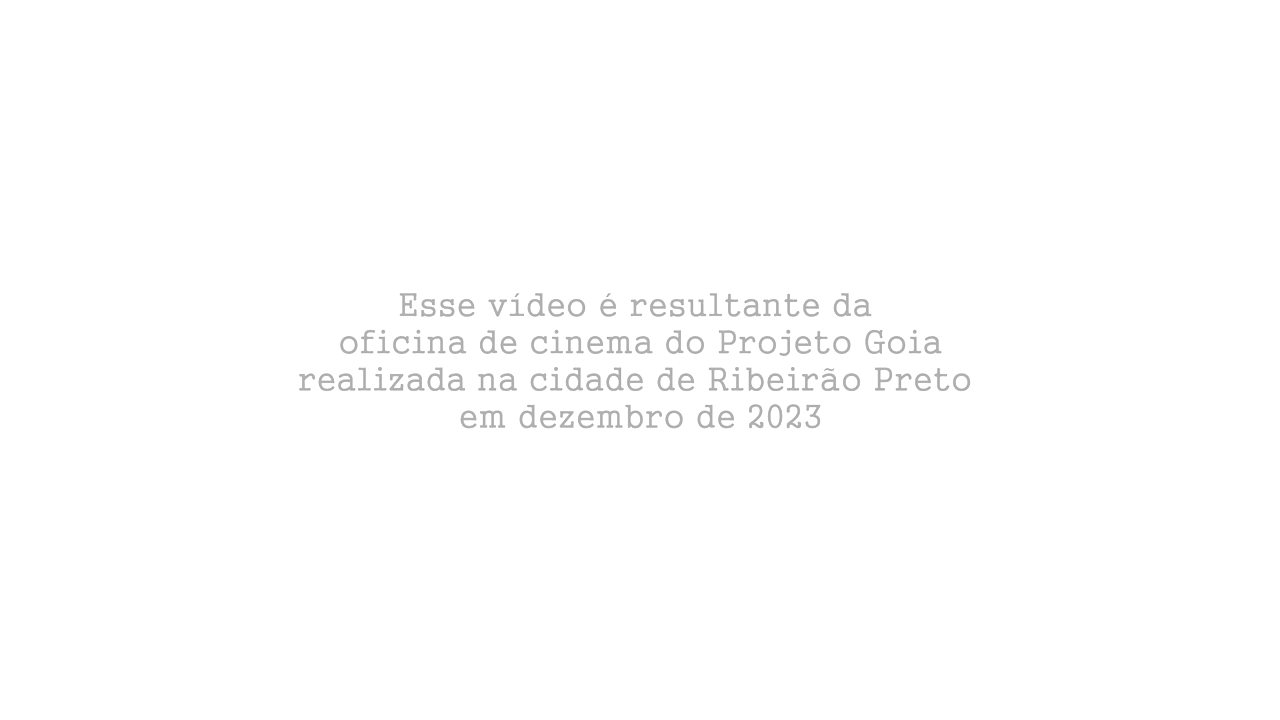 Esse vídeo é resultante da
oficina de cinema do Projeto Goia
realizada na cidade de Ribeirão Preto
em dezembro de 2023